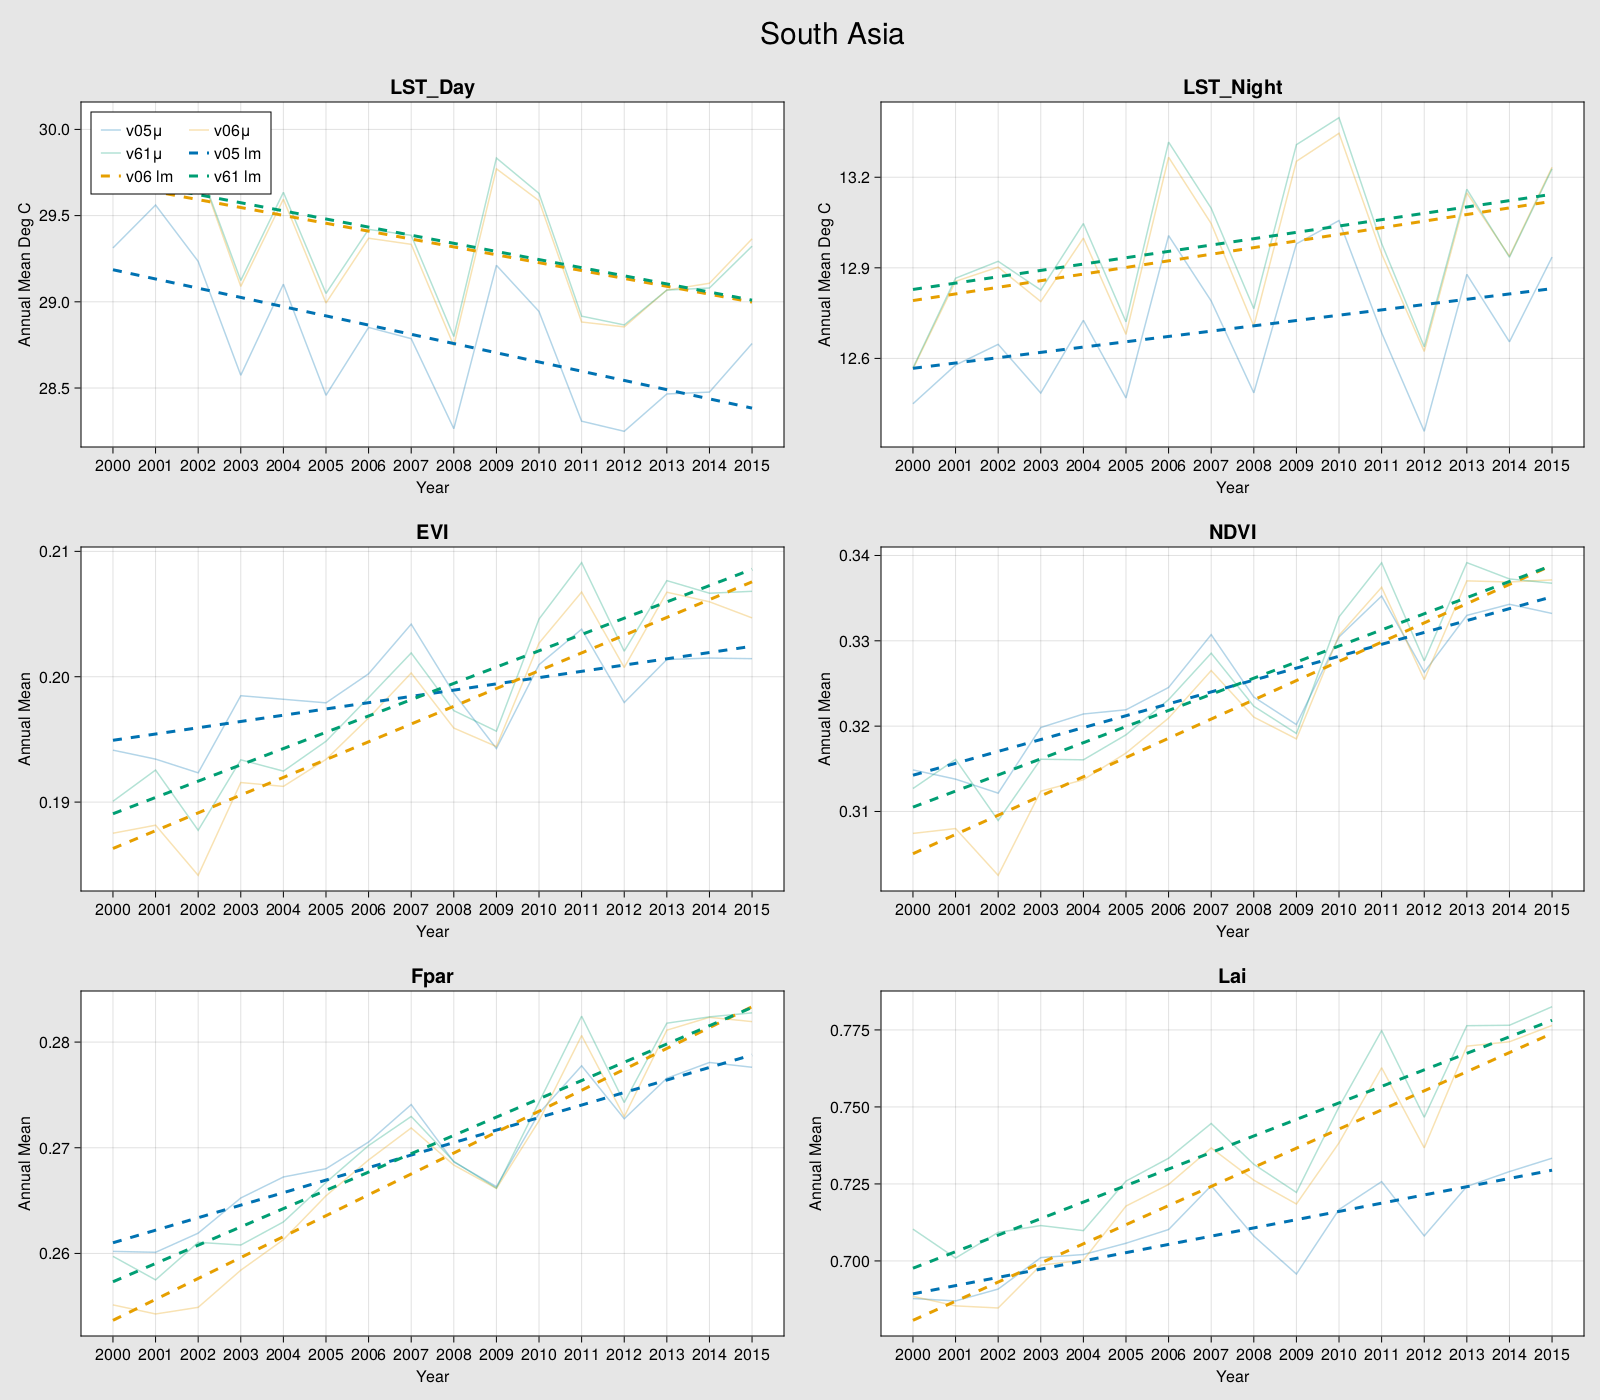 South Asia
LST_Day
LST_Night
v05μ v06μ
v61μ v05 lm
v06 lm v61 lm
30.0
29.5
29.0
28.5
Annual Mean Deg C
2000 2001 2002 2003 2004 2005 2006 2007 2008 2009 2010 2011 2012 2013 2014 2015
Year
13.2
12.9
12.6
Annual Mean Deg C
2000 2001 2002 2003 2004 2005 2006 2007 2008 2009 2010 2011 2012 2013 2014 2015
Year
EVI
0.21
0.20
0.19
Annual Mean
2000 2001 2002 2003 2004 2005 2006 2007 2008 2009 2010 2011 2012 2013 2014 2015
Year
NDVI
0.34
0.33
0.32
0.31
Annual Mean
2000 2001 2002 2003 2004 2005 2006 2007 2008 2009 2010 2011 2012 2013 2014 2015
Year
Fpar
0.28
0.27
0.26
Annual Mean
2000 2001 2002 2003 2004 2005 2006 2007 2008 2009 2010 2011 2012 2013 2014 2015
Year
Lai
0.775
0.750
0.725
0.700
Annual Mean
2000 2001 2002 2003 2004 2005 2006 2007 2008 2009 2010 2011 2012 2013 2014 2015
Year